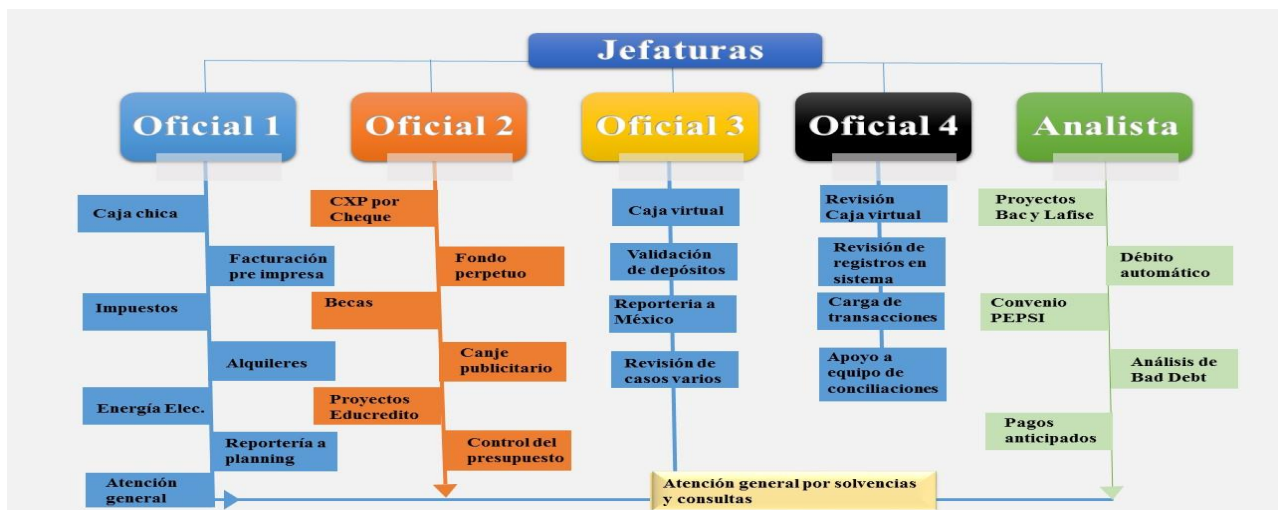 Jefaturas
Oficial 1
Oficial 2
Oficial 3
Oficial 4
Analista
Caja chica
Facturación
pre impresa
Impuestos
Alquileres
Energía Elec.
Reportería a
planning
Atención
general
CXP por
Cheque
Fondo
perpetuo
Becas
Canje
publicitario
Proyectos
Educredito
Control del
presupuesto
Caja virtual
Validación
de depósitos
Reporteria a
México
Revisión de
casos varios
Revisión
Caja virtual
Revisión de
registros en
sistema
Carga de
transacciones
Apoyo a
equipo de
conciliaciones
Proyectos
Bac y Lafise
Débito
automático
Convenio
PEPSI
Análisis de
Bad Debt
Pagos
anticipados
Atención general por solvencias
y consultas